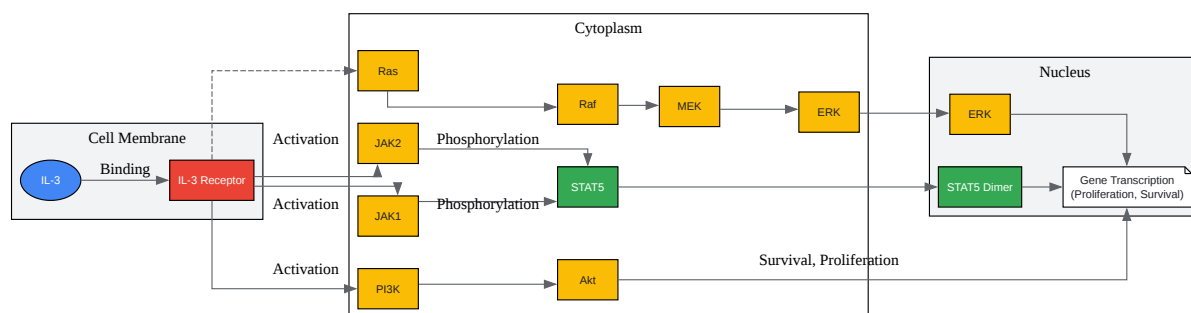 Cytoplasm
Ras
Nucleus
Raf
MEK
ERK
ERK
Cell Membrane
Activation
JAK2
Phosphorylation
Binding
IL-3
IL-3 Receptor
STAT5
STAT5 Dimer
Gene Transcription
(Proliferation, Survival)
Activation
JAK1
Phosphorylation
Activation
PI3K
Akt
Survival, Proliferation